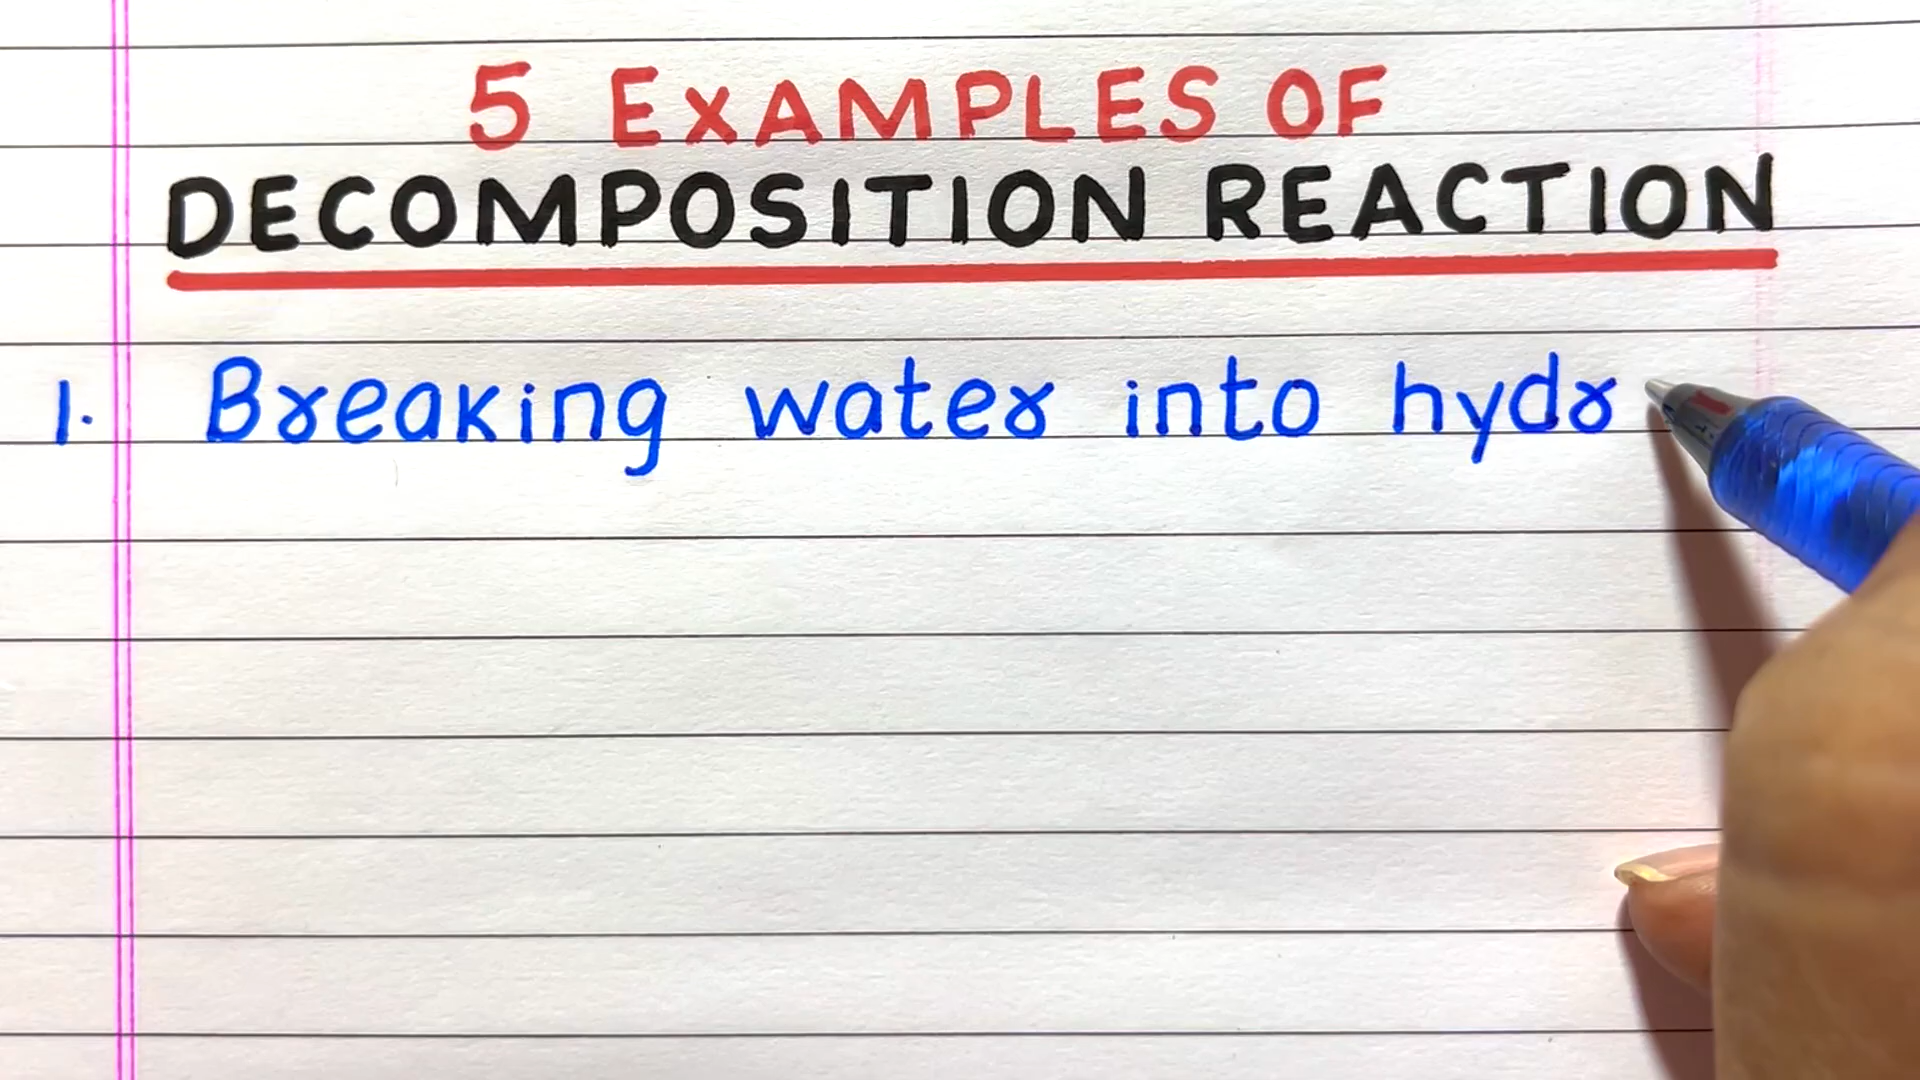 5 EXAMPLES OF
DECOMPOSITION REACTION
1. Breaking water into hydr